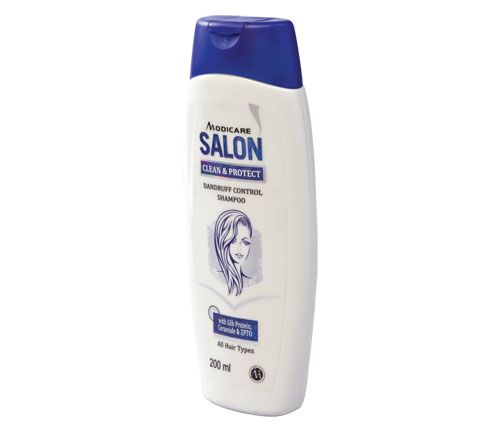 MODICARE
SALON
CLEAN & PROTECT
DANDRUFF CONTROL
SHAMPOO
with Silk Protein,
Ceramide & ZPTO
All Hair Types
200 ml